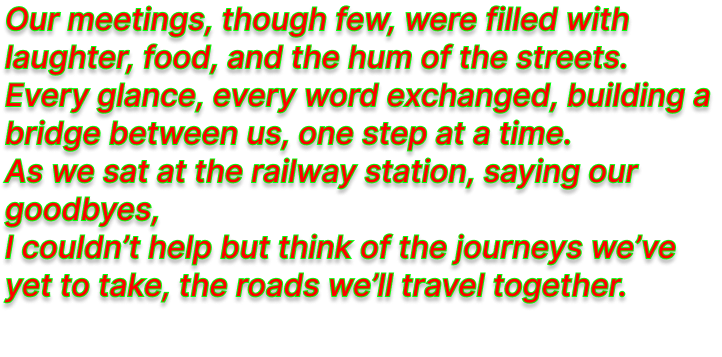 Our meetings, though few, were filled with
laughter, food, and the hum of the streets.
Every glance, every word exchanged, building a
bridge between us, one step at a time.
As we sat at the railway station, saying our
goodbyes,
I couldn’t help but think of the journeys we’ve
yet to take, the roads we’ll travel together.